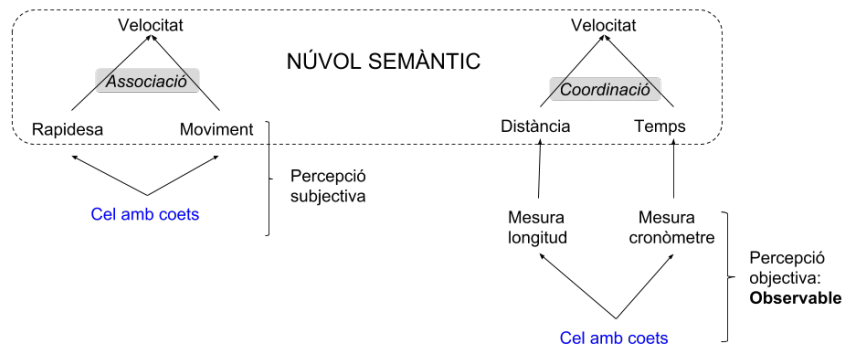 Velocitat
Velocitat
NÚVOL SEMÀNTIC
Associació
Coordinació
Rapidesa
Moviment
Distància
Temps
Percepció
subjectiva
Cel amb coets
Mesura
longitud
Mesura
cronòmetre
Percepció
objectiva:
Observable
Cel amb coets